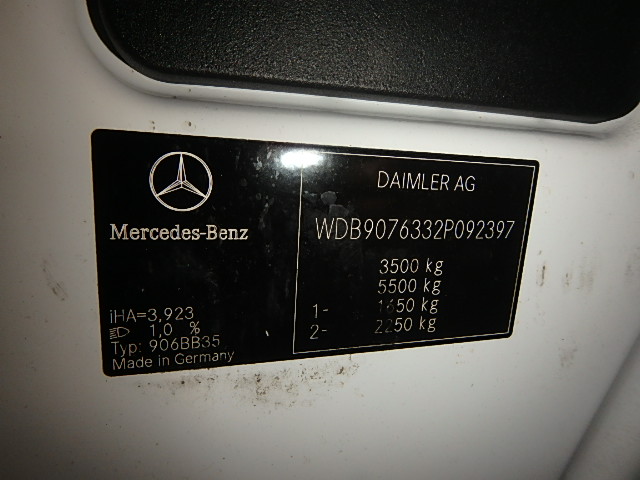 Mercedes-Benz
iHA=3,923
1,0 %
Typ: 906BB35
Made in Germany
DAIMLER AG
WDB9076332P092397
3500 kg
5500 kg
1- 1650 kg
2- 2250 kg